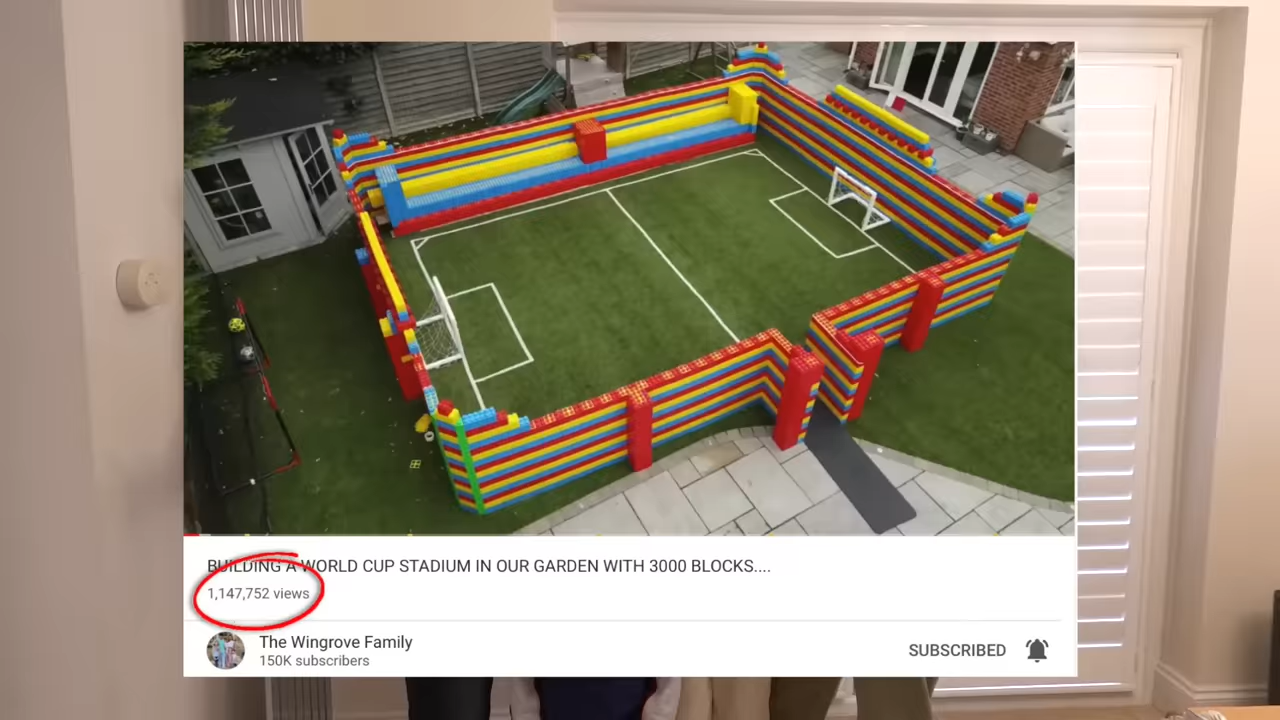 BUILDING A WORLD CUP STADIUM IN OUR GARDEN WITH 3000 BLOCKS....
1,147,752 views
The Wingrove Family
150K subscribers
SUBSCRIBED